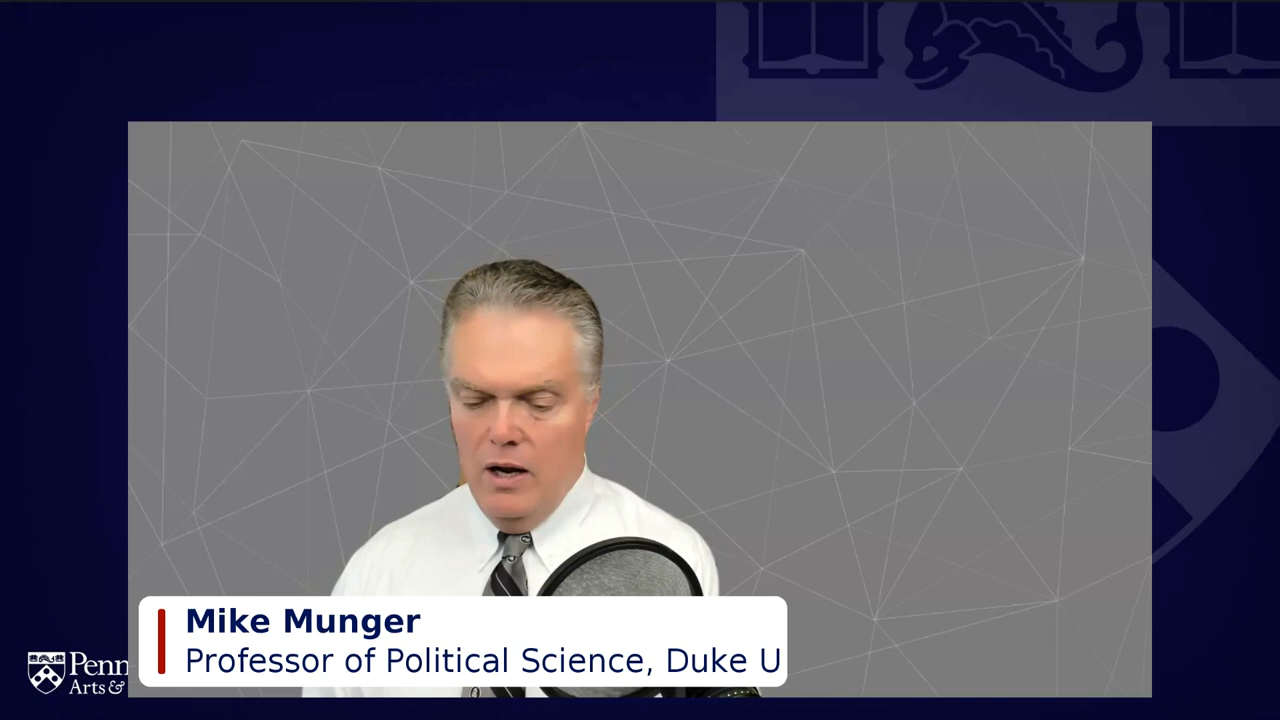 Mike Munger
Professor of Political Science, Duke U
Penn
Arts &